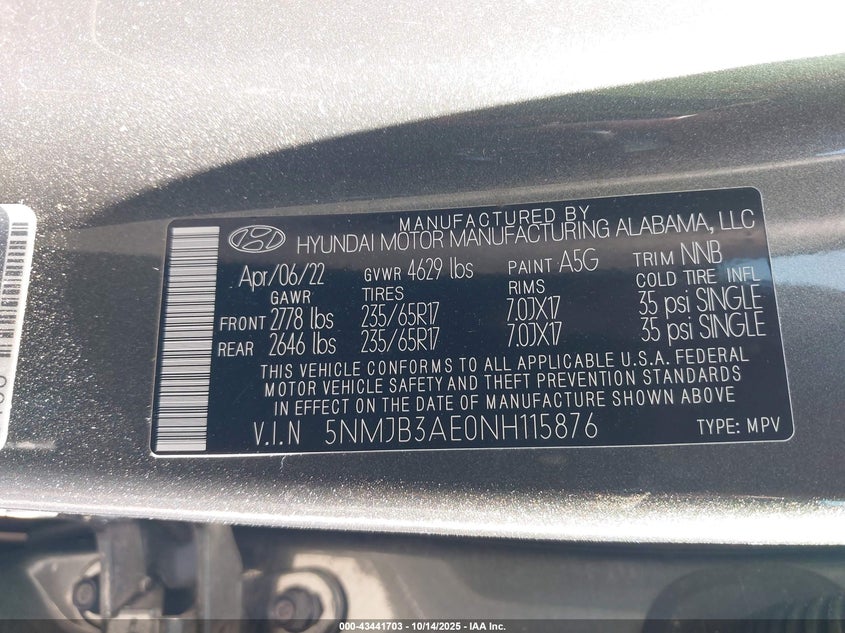 MANUFACTURED BY
HYUNDAI MOTOR MANUFACTURING ALABAMA, LLC
Apr/06/22 GVWR 4629 lbs PAINT A5G TRIM NNB
GAWR TIRES RIMS COLD TIRE INFL
FRONT 2778 lbs 235/65R17 7.0JX17 35 psi SINGLE
REAR 2646 lbs 235/65R17 7.0JX17 35 psi SINGLE
THIS VEHICLE CONFORMS TO ALL APPLICABLE U.S.A. FEDERAL
MOTOR VEHICLE SAFETY AND THEFT PREVENTION STANDARDS
IN EFFECT ON THE DATE OF MANUFACTURE SHOWN ABOVE
V.I.N 5NMJB3AE0NH115876 TYPE: MPV
000-43441703 - 10/14/2025 - IAA Inc.